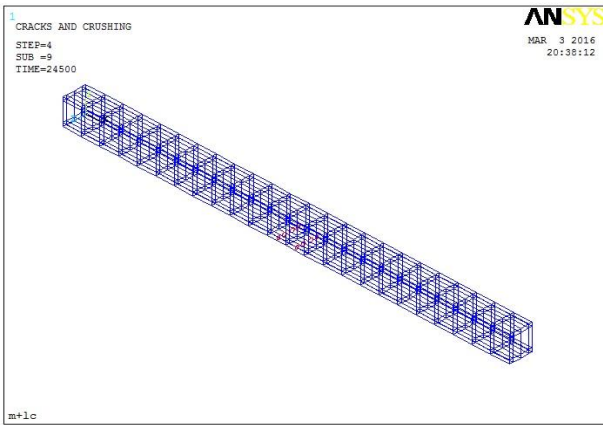 1
CRACKS AND CRUSHING
STEP=4
SUB =9
TIME=24500
ANSYS
MAR 3 2016
20:38:12
m+lc